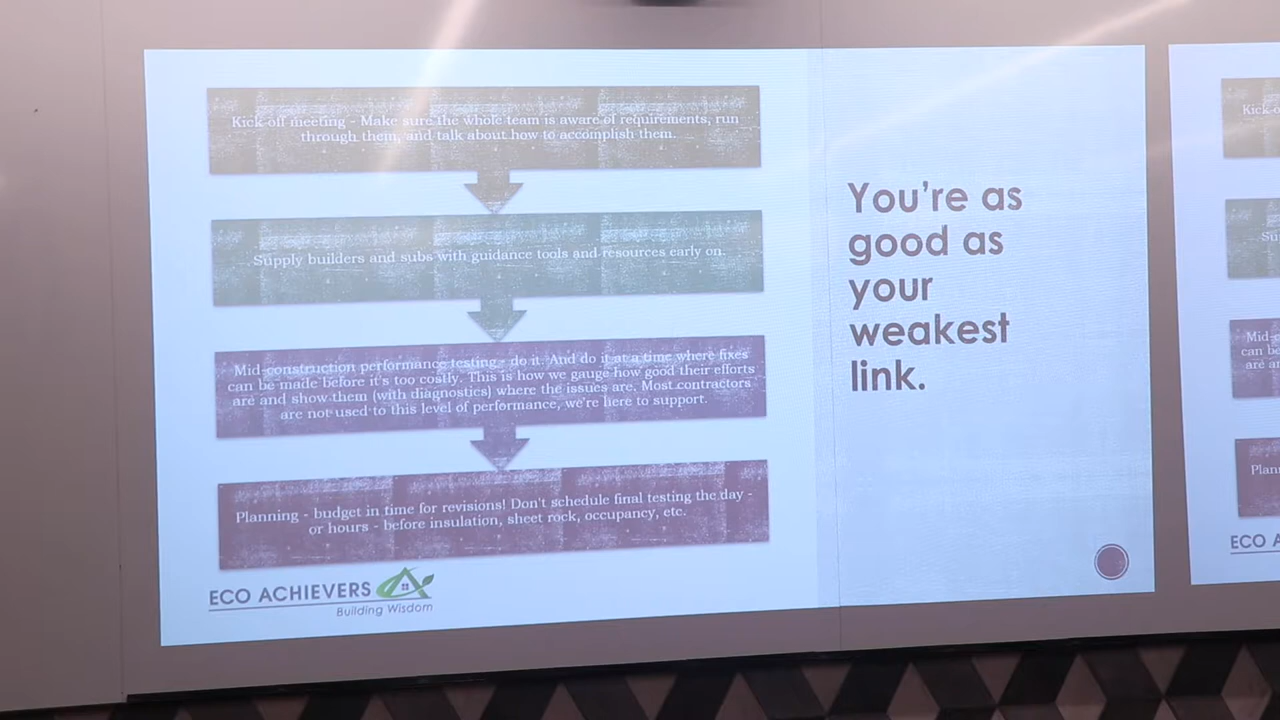 Kick off meeting - Make sure the whole team is aware of requirements, run
through them, and talk about how to accomplish them.
Supply builders and subs with guidance tools and resources early on.
Mid-construction performance testing - do it. And do it at a time where fixes
can be made before it's too costly. This is how we gauge how good their efforts
are and show them (with diagnostics) where the issues are. Most contractors
are not used to this level of performance, we're here to support.
Planning - budget in time for revisions! Don't schedule final testing the day -
or hours - before insulation, sheet rock, occupancy, etc.
ECO ACHIEVERS
Building Wisdom
You're as
good as
your
weakest
link.
Kick o
Su
Mid-c
can be
are an
Plann
ECO A